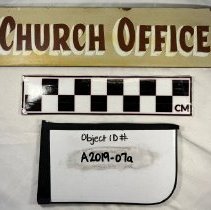 CHURCH OFFICE
CM
Object ID#
A2019-07a